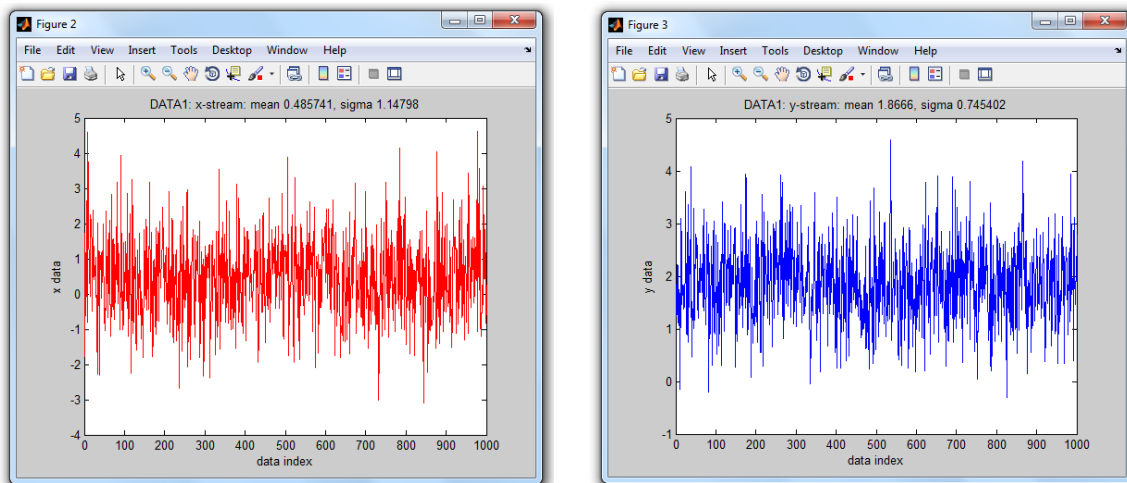 Figure 2
File Edit View Insert Tools Desktop Window Help
DATA1: x-stream: mean 0.485741, sigma 1.14798
5
4
3
2
1
0
-1
-2
-3
-4
x data
0 100 200 300 400 500 600 700 800 900 1000
data index
Figure 3
File Edit View Insert Tools Desktop Window Help
DATA1: y-stream: mean 1.8666, sigma 0.745402
5
4
3
2
1
0
-1
y data
0 100 200 300 400 500 600 700 800 900 1000
data index